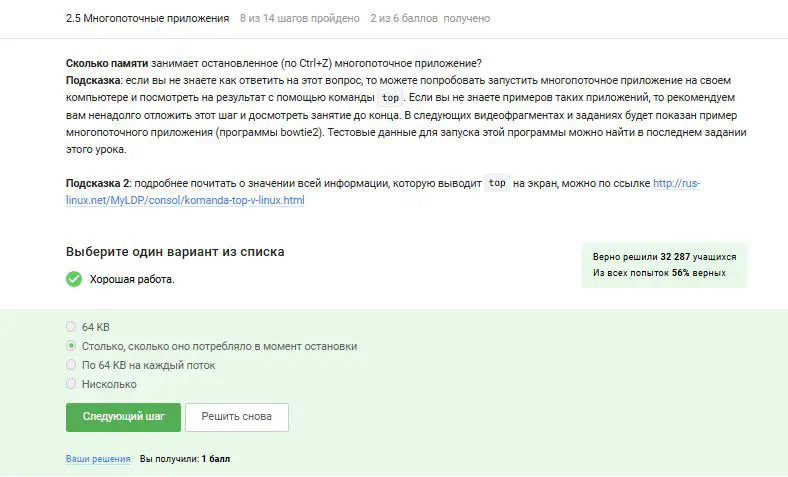 2.5 Многопоточные приложения 8 из 14 шагов пройдено 2 из 6 баллов получено
Сколько памяти занимает остановленное (по Ctrl+Z) многопоточное приложение?
Подсказка: если вы не знаете как ответить на этот вопрос, то можете попробовать запустить многопоточное приложение на своем
компьютере и посмотреть на результат с помощью команды top. Если вы не знаете примеров таких приложений, то рекомендуем
вам ненадолго отложить этот шаг и досмотреть занятие до конца. В следующих видеофрагментах и заданиях будет показан пример
многопоточного приложения (программы bowtie2). Тестовые данные для запуска этой программы можно найти в последнем задании
этого урока.
Подсказка 2: подробнее почитать о значении всей информации, которую выводит top на экран, можно по ссылке http://rus-
linux.net/MyLDP/consol/komanda-top-v-linux.html
Выберите один вариант из списка
Хорошая работа.
Верно решили 32 287 учащихся
Из всех попыток 56% верных
64 KB
Столько, сколько оно потребляло в момент остановки
По 64 KB на каждый поток
Нисколько
Следующий шаг Решить снова
Ваши решения Вы получили: 1 балл